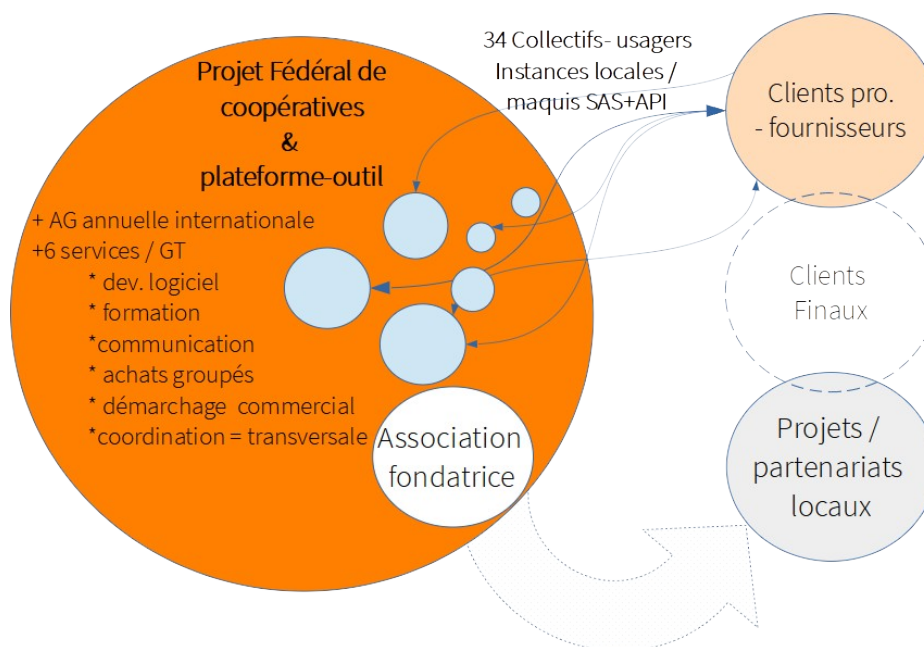 34 Collectifs- usagers
Instances locales /
maquis SAS+API
Projet Fédéral de
coopératives
&
plateforme-outil
+ AG annuelle internationale
+6 services / GT
* dev. logiciel
* formation
*communication
* achats groupés
* démarchage commercial
*coordination = transversale
Association
fondatrice
Clients pro.
- fournisseurs
Clients
Finaux
Projets /
partenariats
locaux